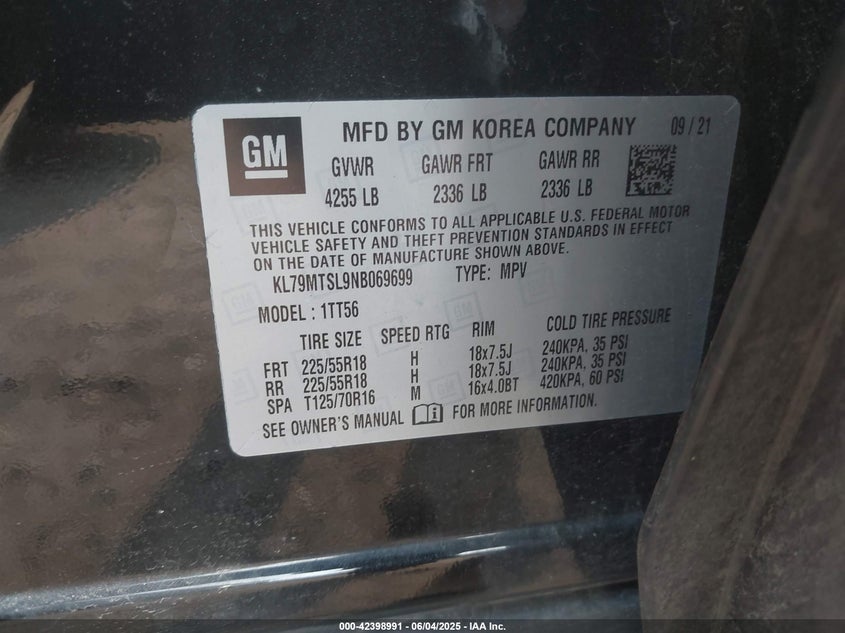 GM
MFD BY GM KOREA COMPANY 09 / 21
GVWR GAWR FRT GAWR RR
4255 LB 2336 LB 2336 LB
THIS VEHICLE CONFORMS TO ALL APPLICABLE U.S. FEDERAL MOTOR
VEHICLE SAFETY AND THEFT PREVENTION STANDARDS IN EFFECT
ON THE DATE OF MANUFACTURE SHOWN ABOVE.
KL79MTSL9NB069699 TYPE: MPV
MODEL : 1TT56
TIRE SIZE SPEED RTG RIM COLD TIRE PRESSURE
FRT 225/55R18 H 18x7.5J 240KPA, 35 PSI
RR 225/55R18 H 18x7.5J 240KPA, 35 PSI
SPA T125/70R16 M 16x4.0BT 420KPA, 60 PSI
SEE OWNER'S MANUAL FOR MORE INFORMATION.
000-42398991 - 06/04/2025 - IAA Inc.